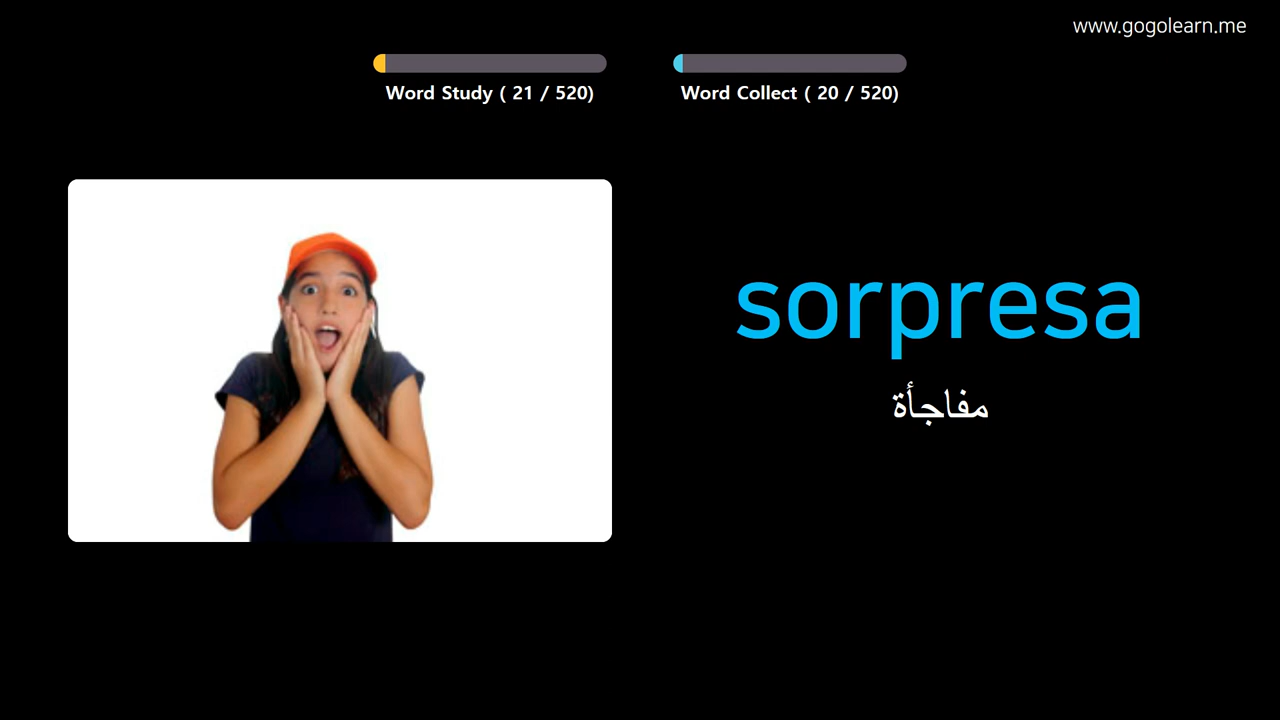 www.gogolearn.me
Word Study ( 21 / 520)
Word Collect ( 20 / 520)
sorpresa
مفاجأة